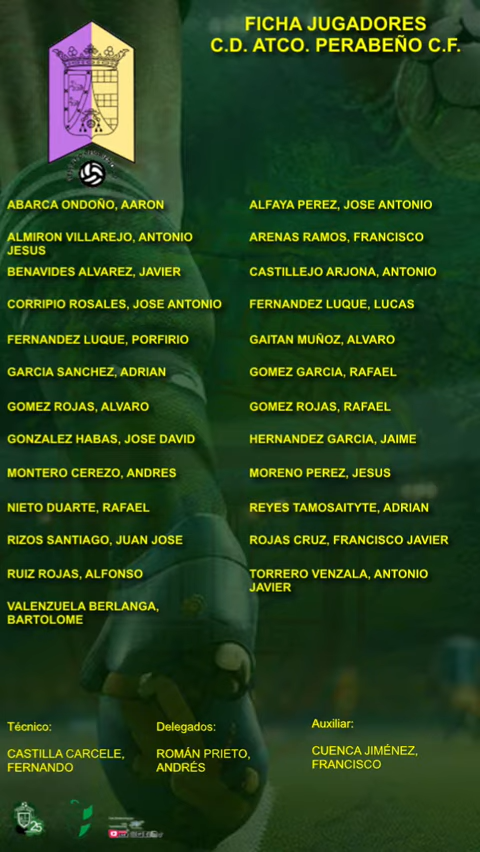 FICHA JUGADORES
C.D. ATCO. PERABEÑO C.F.
ABARCA ONDOÑO, AARON
ALFAYA PEREZ, JOSE ANTONIO
ALMIRON VILLAREJO, ANTONIO
JESUS
ARENAS RAMOS, FRANCISCO
BENAVIDES ALVAREZ, JAVIER
CASTILLEJO ARJONA, ANTONIO
CORRIPIO ROSALES, JOSE ANTONIO
FERNANDEZ LUQUE, LUCAS
FERNANDEZ LUQUE, PORFIRIO
GAITAN MUÑOZ, ALVARO
GARCIA SANCHEZ, ADRIAN
GOMEZ GARCIA, RAFAEL
GOMEZ ROJAS, ALVARO
GOMEZ ROJAS, RAFAEL
GONZALEZ HABAS, JOSE DAVID
HERNANDEZ GARCIA, JAIME
MONTERO CEREZO, ANDRES
MORENO PEREZ, JESUS
NIETO DUARTE, RAFAEL
REYES TAMOSAITYTE, ADRIAN
RIZOS SANTIAGO, JUAN JOSE
ROJAS CRUZ, FRANCISCO JAVIER
RUIZ ROJAS, ALFONSO
TORRERO VENZALA, ANTONIO
JAVIER
VALENZUELA BERLANGA,
BARTOLOME
Técnico:
CASTILLA CARCELE,
FERNANDO
Delegados:
ROMÁN PRIETO,
ANDRÉS
Auxiliar:
CUENCA JIMÉNEZ,
FRANCISCO
25